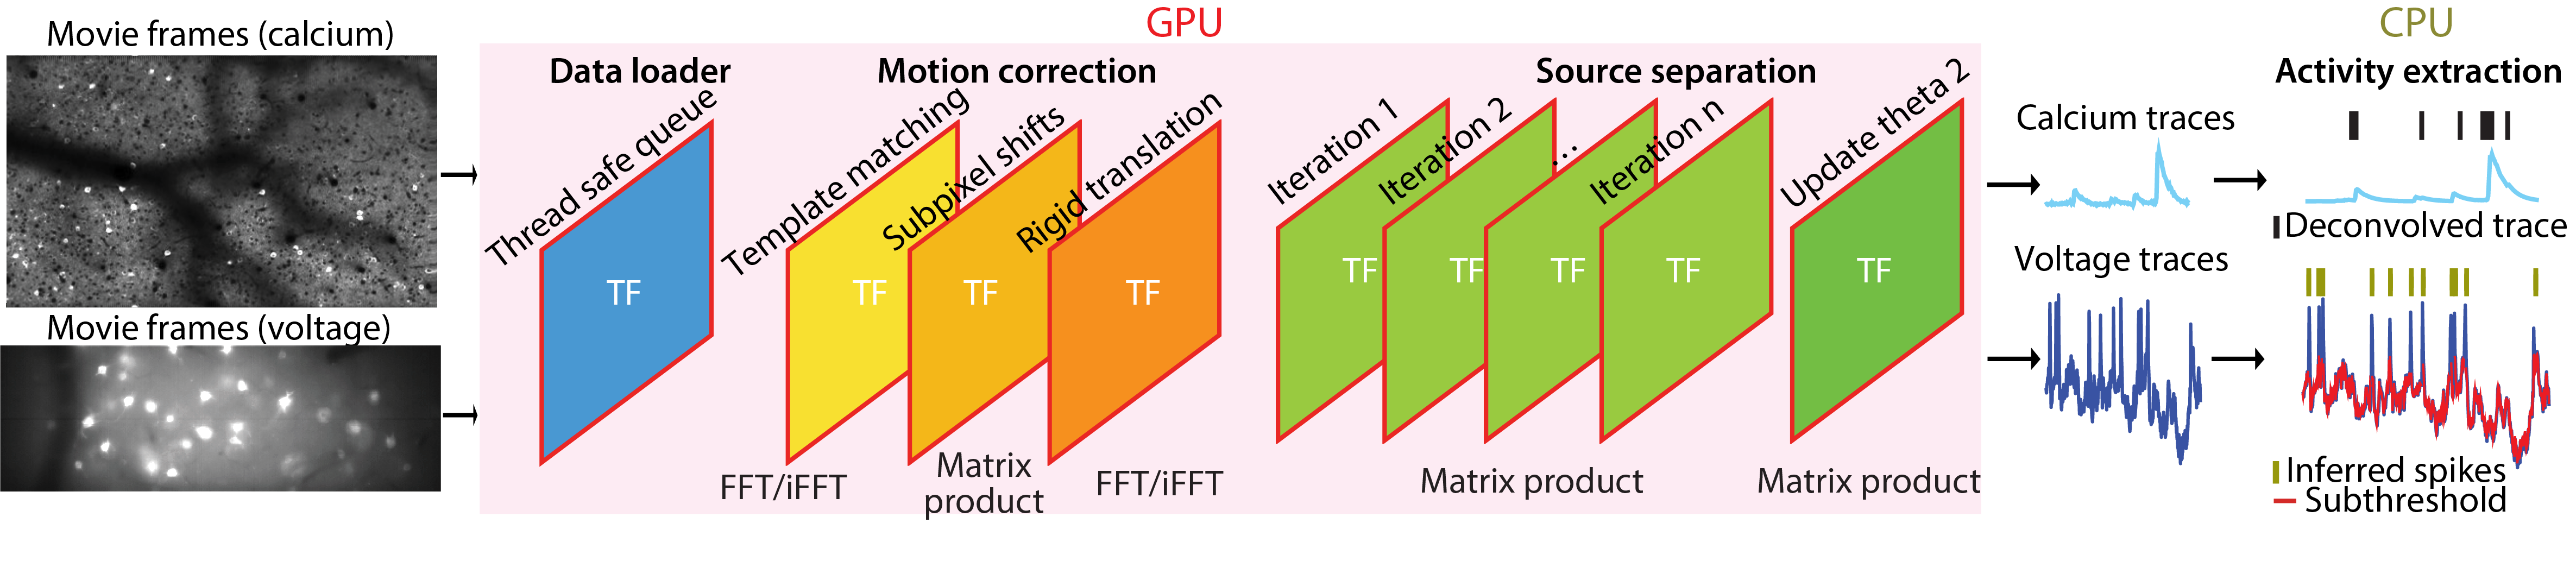 Movie frames (calcium)
Movie frames (voltage)
GPU
Data loader
Thread safe queue
TF
Motion correction
Template matching
TF
Subpixel shifts
TF
Rigid translation
TF
FFT/iFFT
Matrix
product
FFT/iFFT
Source separation
Iteration 1
TF
Iteration 2
TF
...
TF
Iteration n
TF
Update theta 2
TF
Matrix product
Matrix product
Calcium traces
Voltage traces
CPU
Activity extraction
Deconvolved trace
Inferred spikes
Subthreshold